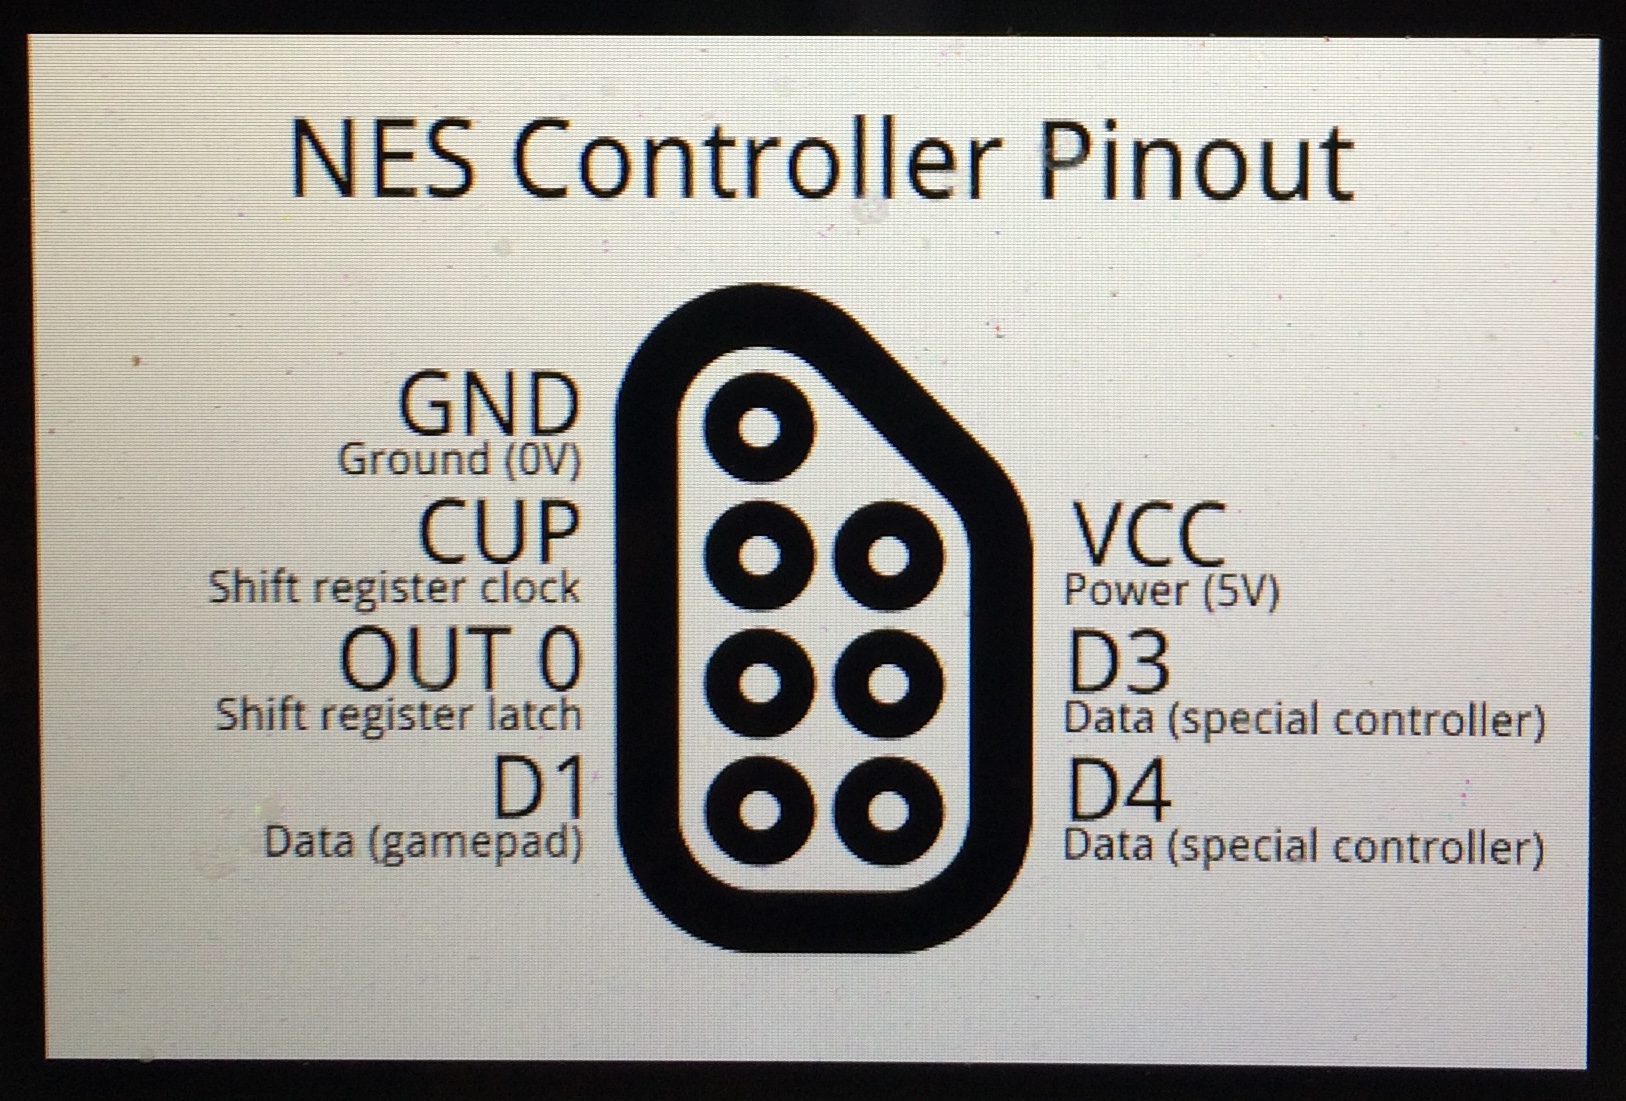 NES Controller Pinout
GND
Ground (0V)
CUP
Shift register clock
OUT 0
Shift register latch
D1
Data (gamepad)
VCC
Power (5V)
D3
Data (special controller)
D4
Data (special controller)